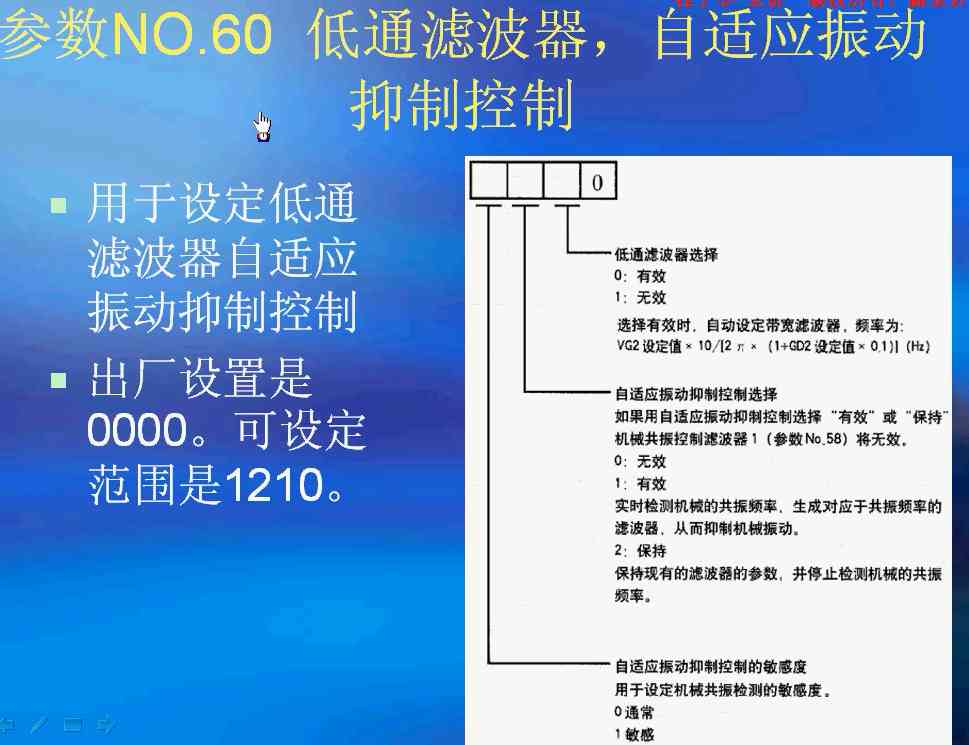 参数NO.60 低通滤波器，自适应振动
抑制控制
用于设定低通
滤波器自适应
振动抑制控制
出厂设置是
0000。可设定
范围是1210。
0
低通滤波器选择
0：有效
1：无效
选择有效时，自动设定带宽滤波器，频率为：
VG2设定值×10/[2π×（1+GD2设定值×0.1)]（Hz）
自适应振动抑制控制选择
如果用自适应振动抑制控制选择“有效”或“保持”
机械共振控制滤波器1（参数No.58）将无效。
0：无效
1：有效
实时检测机械的共振频率，生成对应于共振频率的
滤波器，从而抑制机械振动。
2：保持
保持现有的滤波器的参数，并停止检测机械的共振
频率。
自适应振动抑制控制的敏感度
用于设定机械共振检测的敏感度。
0通常
1敏感